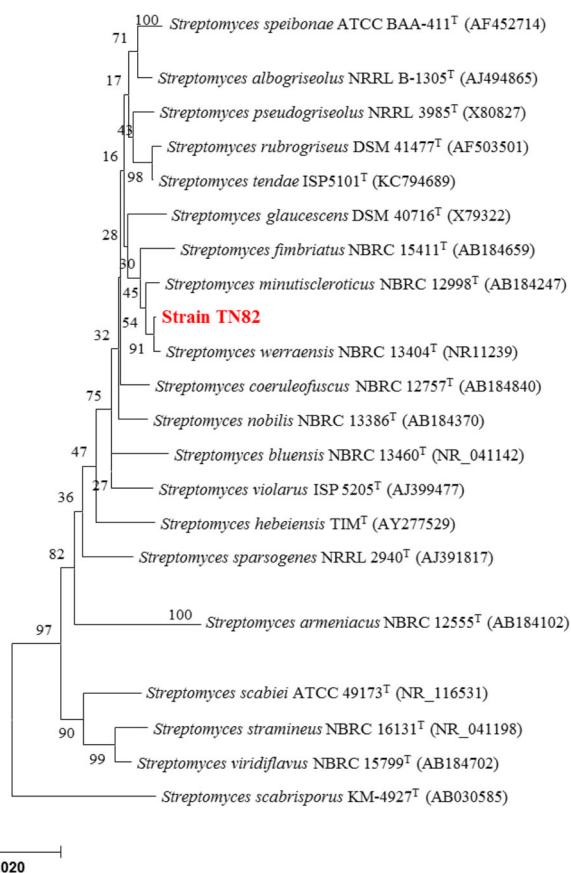 100 Streptomyces speibonae ATCC BAA-411ᵀ (AF452714)
71
17 Streptomyces albogriseolus NRRL B-1305ᵀ (AJ494865)
Streptomyces pseudogriseolus NRRL 3985ᵀ (X80827)
43
16 Streptomyces rubrogriseus DSM 41477ᵀ (AF503501)
98 Streptomyces tendae ISP5101ᵀ (KC794689)
Streptomyces glaucescens DSM 40716ᵀ (X79322)
28
30 Streptomyces fimbriatus NBRC 15411ᵀ (AB184659)
45 Streptomyces minutiscleroticus NBRC 12998ᵀ (AB184247)
54 Strain TN82
32
91 Streptomyces werraensis NBRC 13404ᵀ (NR11239)
Streptomyces coeruleofuscus NBRC 12757ᵀ (AB184840)
75
Streptomyces nobilis NBRC 13386ᵀ (AB184370)
47 Streptomyces bluensis NBRC 13460ᵀ (NR_041142)
27 Streptomyces violarus ISP 5205ᵀ (AJ399477)
36
Streptomyces hebeiensis TIMᵀ (AY277529)
82 Streptomyces sparsogenes NRRL 2940ᵀ (AJ391817)
100 Streptomyces armeniacus NBRC 12555ᵀ (AB184102)
97
Streptomyces scabiei ATCC 49173ᵀ (NR_116531)
90 Streptomyces stramineus NBRC 16131ᵀ (NR_041198)
99 Streptomyces viridiflavus NBRC 15799ᵀ (AB184702)
Streptomyces scabrisporus KM-4927ᵀ (AB030585)
020